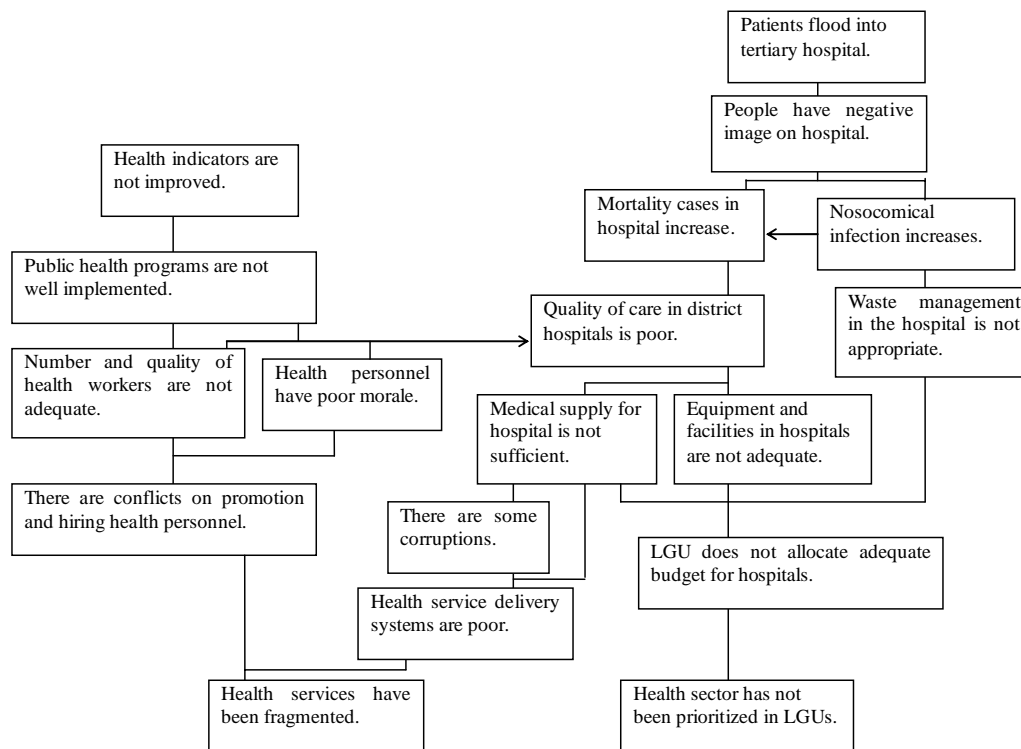 Patients flood into
tertiary hospital.
People have negative
image on hospital.
Health indicators are
not improved.
Mortality cases in
hospital increase.
Nosocomical
infection increases.
Public health programs are not
well implemented.
Quality of care in district
hospitals is poor.
Waste management
in the hospital is not
appropriate.
Number and quality of
health workers are not
adequate.
Health personnel
have poor morale.
Medical supply for
hospital is not
sufficient.
Equipment and
facilities in hospitals
are not adequate.
There are conflicts on promotion
and hiring health personnel.
There are some
corruptions.
LGU does not allocate adequate
budget for hospitals.
Health service delivery
systems are poor.
Health services have
been fragmented.
Health sector has not
been prioritized in LGUs.